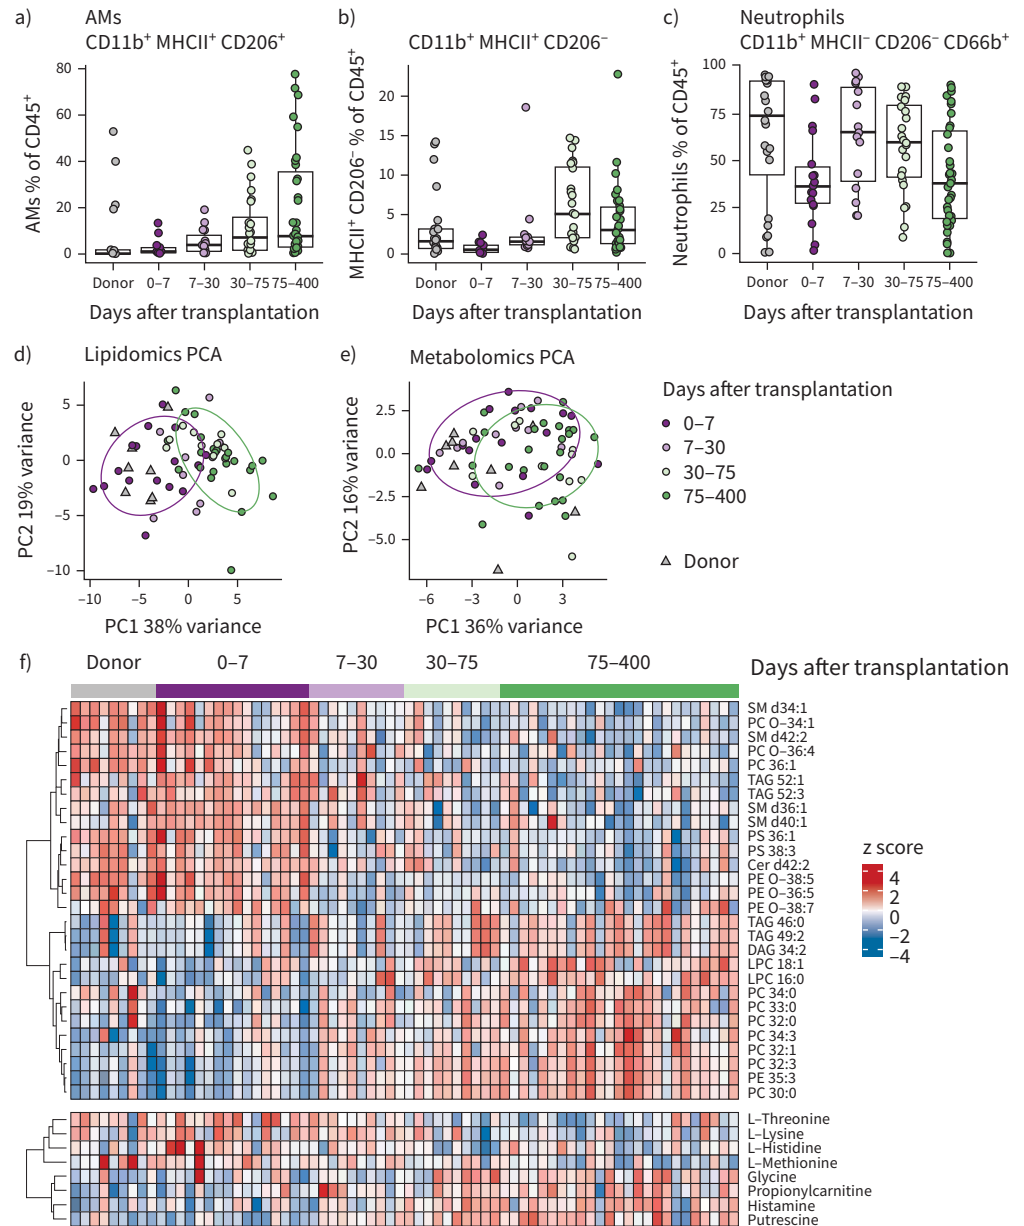 a) AMs
CD11b⁺ MHCII⁺ CD206⁺
AMs % of CD45⁺
80
60
40
20
0
Donor 0–7 7–30 30–75 75–400
Days after transplantation
b)
CD11b⁺ MHCII⁺ CD206⁻
MHCII⁺ CD206⁻ % of CD45⁺
20
15
10
5
0
Donor 0–7 7–30 30–75 75–400
Days after transplantation
c) Neutrophils
CD11b⁺ MHCII⁻ CD206⁻ CD66b⁺
Neutrophils % of CD45⁺
100
75
50
25
0
Donor 0–7 7–30 30–75 75–400
Days after transplantation
d) Lipidomics PCA
PC2 19% variance
5
0
–5
–10
–10 –5 0 5
PC1 38% variance
e) Metabolomics PCA
PC2 16% variance
2.5
0.0
–2.5
–5.0
–6 –3 0 3
PC1 36% variance
Days after transplantation
0–7
7–30
30–75
75–400
Donor
f) Donor 0–7 7–30 30–75 75–400 Days after transplantation
SM d34:1
PC O–34:1
SM d42:2
PC O–36:4
PC 36:1
TAG 52:1
TAG 52:3
SM d36:1
SM d40:1
PS 36:1
PS 38:3
Cer d42:2
PE O–38:5
PE O–36:5
PE O–38:7
TAG 46:0
TAG 49:2
DAG 34:2
LPC 18:1
LPC 16:0
PC 34:0
PC 33:0
PC 32:0
PC 34:3
PC 32:1
PC 32:3
PE 35:3
PC 30:0
z score
4
2
0
–2
–4
L–Threonine
L–Lysine
L–Histidine
L–Methionine
Glycine
Propionylcarnitine
Histamine
Putrescine